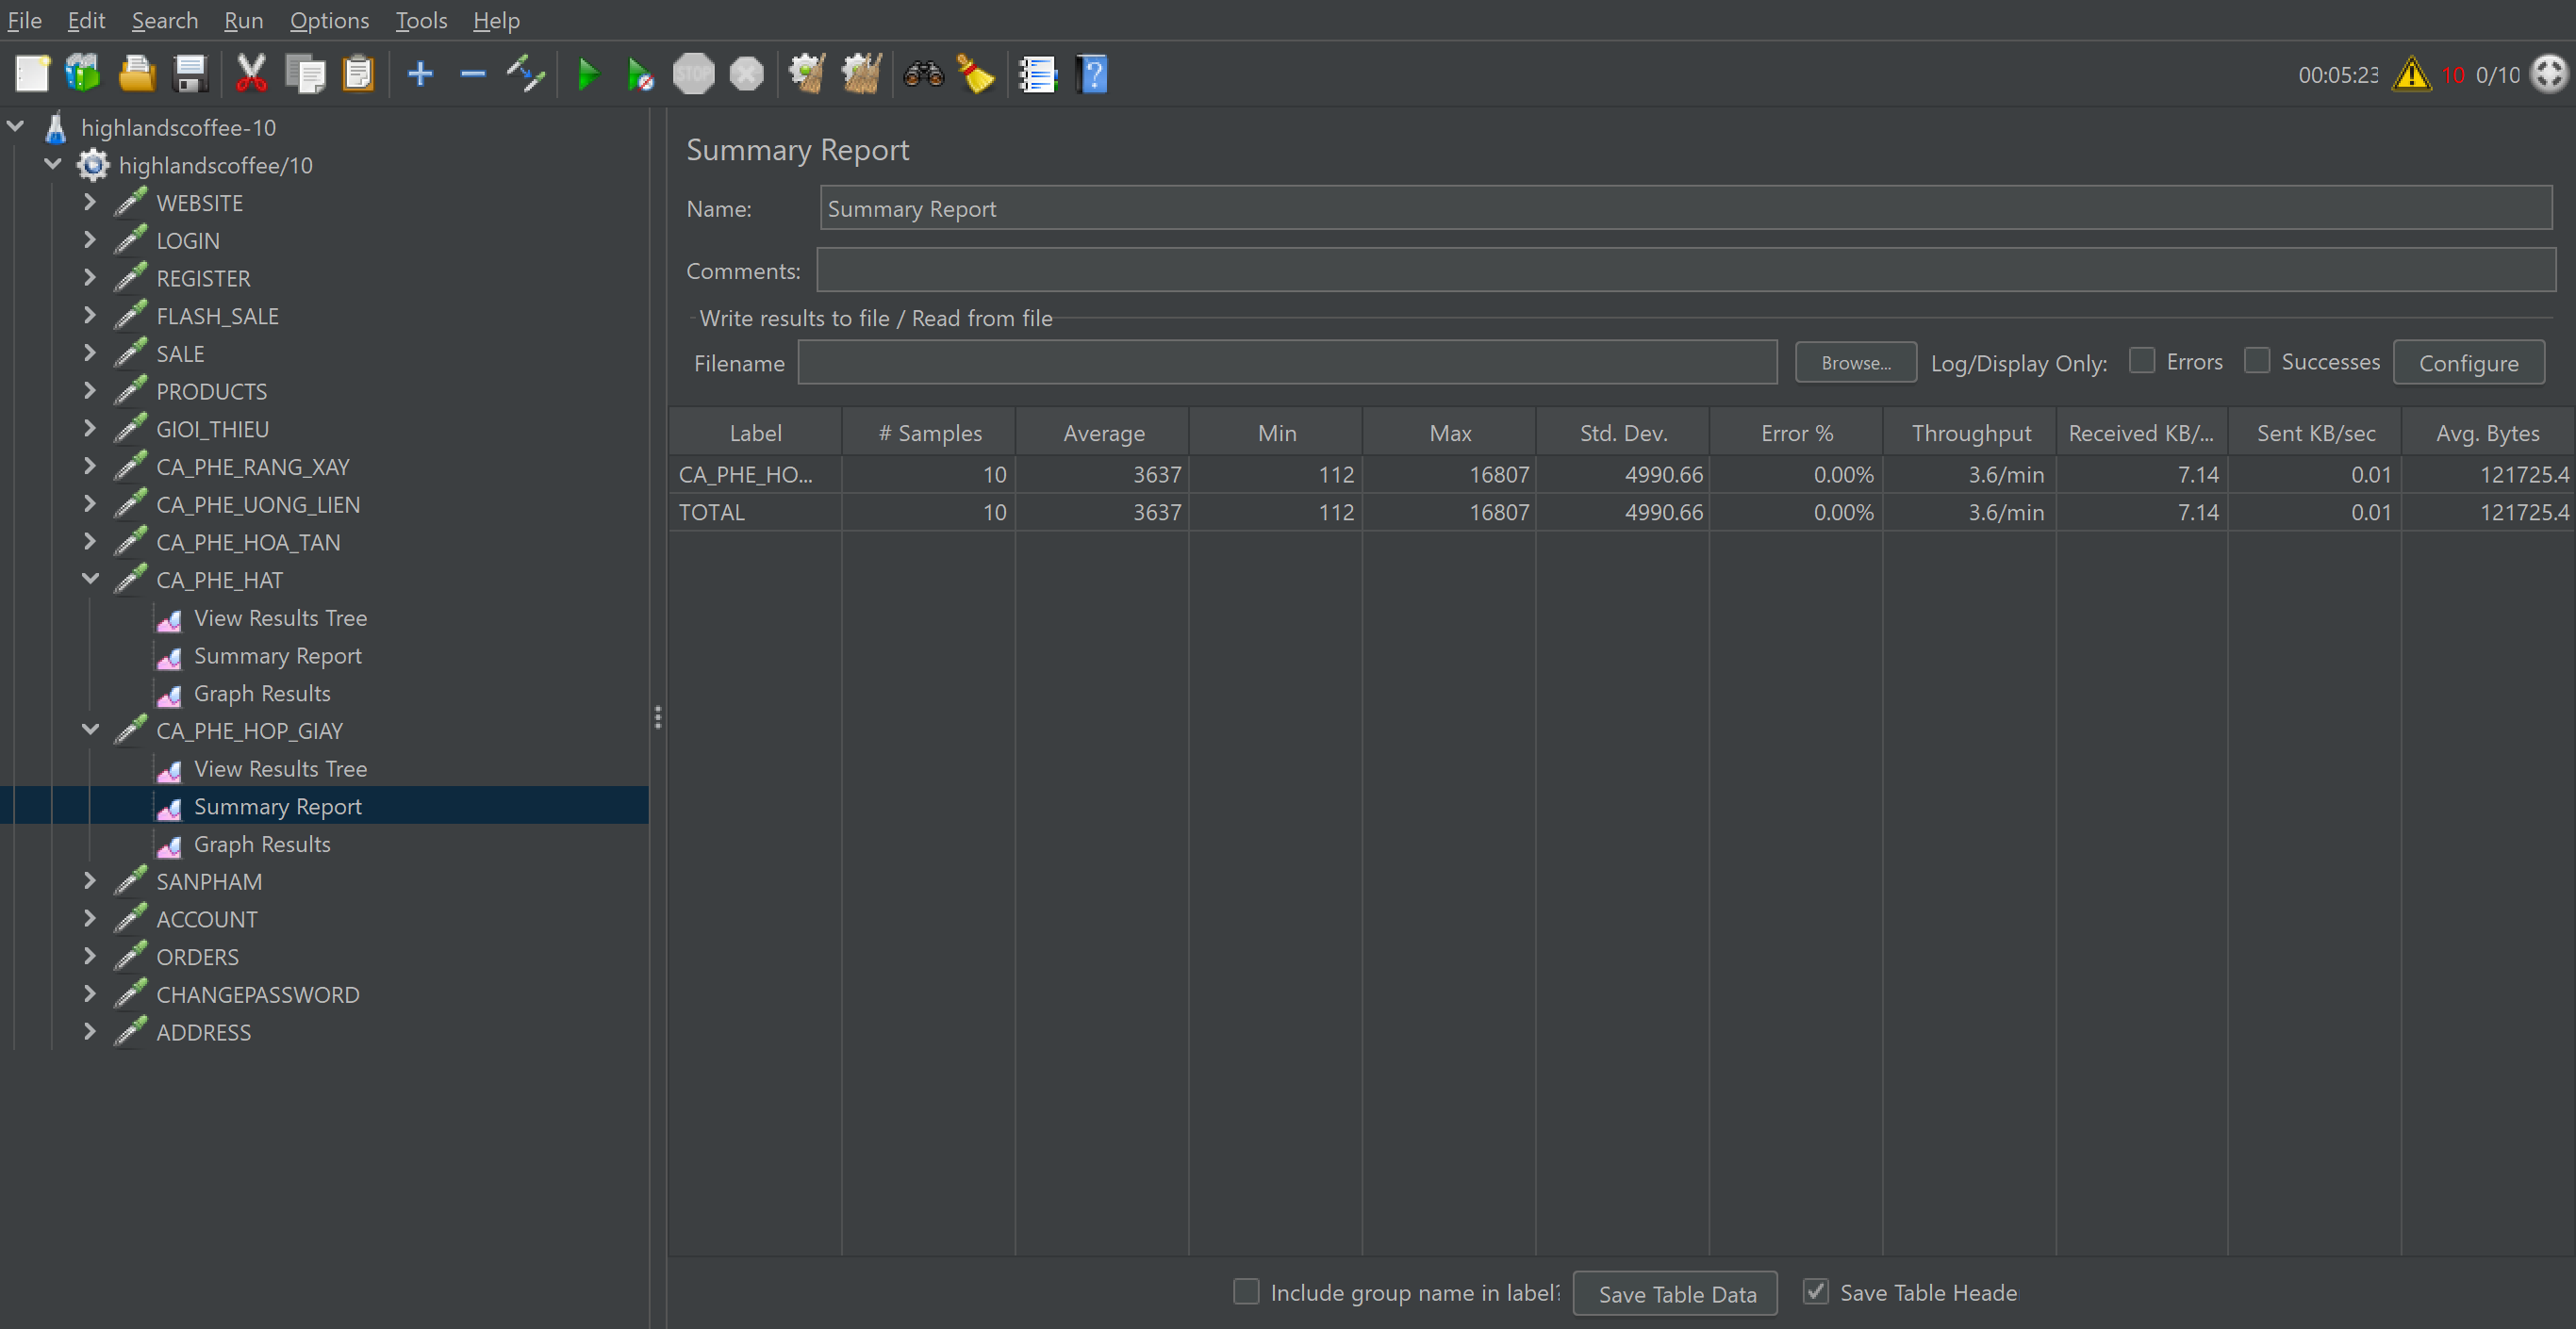 File Edit Search Run Options Tools Help
STOP
00:05:23 10 0/10
highlandscoffee-10
highlandscoffee/10
WEBSITE
LOGIN
REGISTER
FLASH_SALE
SALE
PRODUCTS
GIOI_THIEU
CA_PHE_RANG_XAY
CA_PHE_UONG_LIEN
CA_PHE_HOA_TAN
CA_PHE_HAT
View Results Tree
Summary Report
Graph Results
CA_PHE_HOP_GIAY
View Results Tree
Summary Report
Graph Results
SANPHAM
ACCOUNT
ORDERS
CHANGEPASSWORD
ADDRESS
Summary Report
Name: Summary Report
Comments:
Write results to file / Read from file
Filename Browse... Log/Display Only: Errors Successes Configure
Label # Samples Average Min Max Std. Dev. Error % Throughput Received KB/... Sent KB/sec Avg. Bytes
CA_PHE_HO... 10 3637 112 16807 4990.66 0.00% 3.6/min 7.14 0.01 121725.4
TOTAL 10 3637 112 16807 4990.66 0.00% 3.6/min 7.14 0.01 121725.4
Include group name in label? Save Table Data Save Table Heade